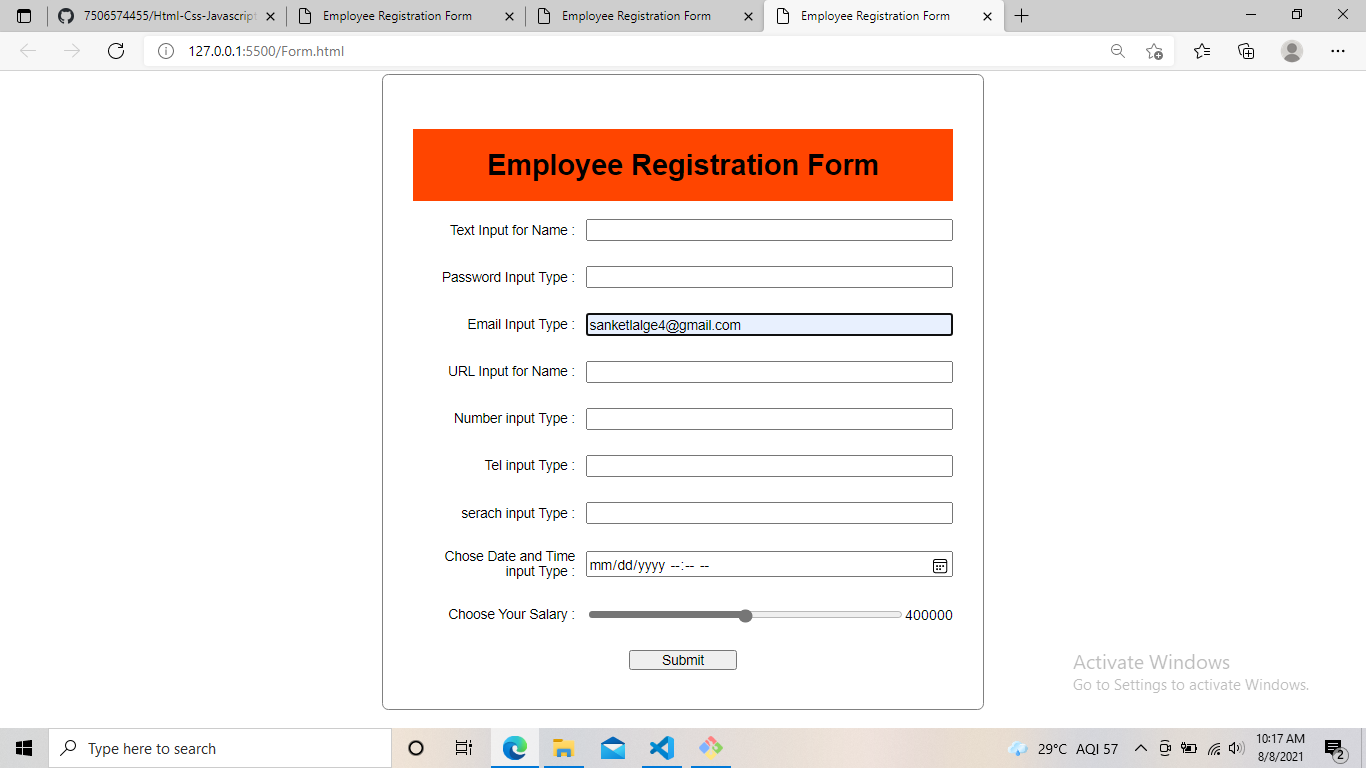 7506574455/Html-Css-Javascript
Employee Registration Form
Employee Registration Form
Employee Registration Form
127.0.0.1:5500/Form.html
Employee Registration Form
Text Input for Name :
Password Input Type :
Email Input Type : sanketlalge4@gmail.com
URL Input for Name :
Number input Type :
Tel input Type :
serach input Type :
Chose Date and Time
input Type : mm/dd/yyyy --:-- --
Choose Your Salary : 400000
Submit
Activate Windows
Go to Settings to activate Windows.
Type here to search
29°C AQI 57
10:17 AM
8/8/2021
2